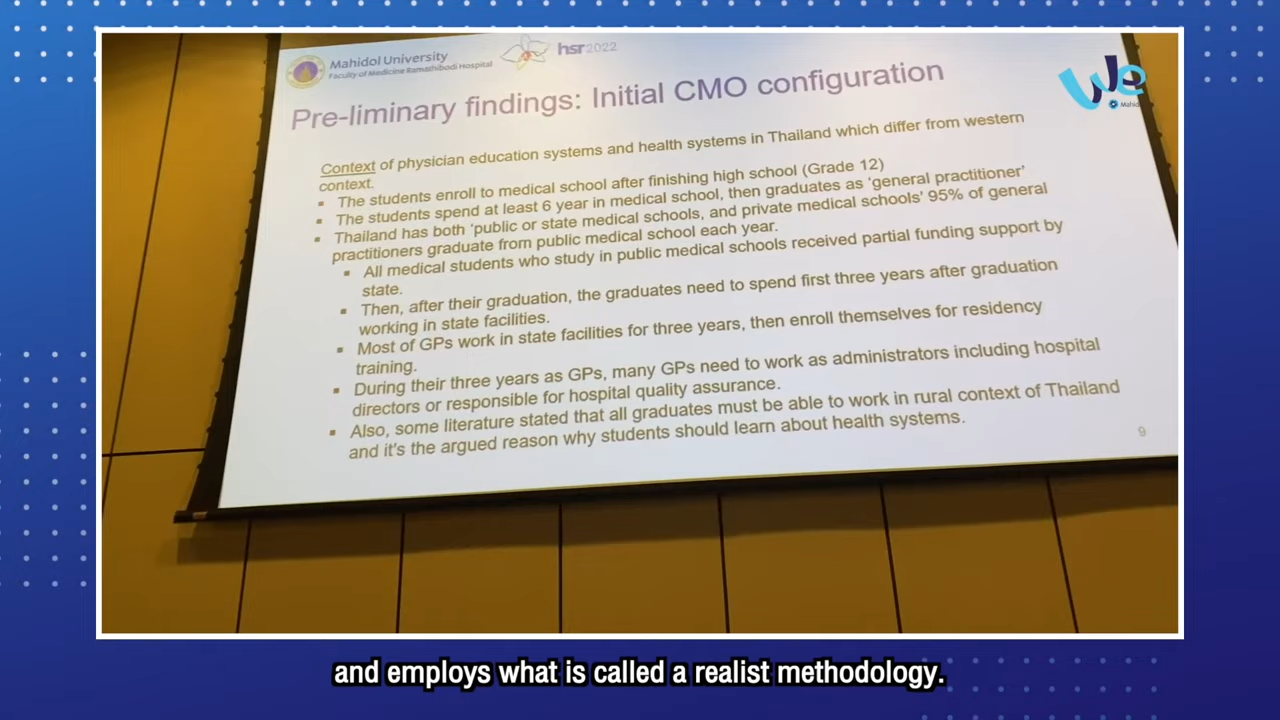 Mahidol University
Faculty of Medicine Ramathibodi Hospital
hsr2022
We
Mahidol
Pre-liminary findings: Initial CMO configuration
Context of physician education systems and health systems in Thailand which differ from western
context.
▪ The students enroll to medical school after finishing high school (Grade 12)
▪ The students spend at least 6 year in medical school, then graduates as ‘general practitioner’
▪ Thailand has both ‘public or state medical schools, and private medical schools’ 95% of general
practitioners graduate from public medical school each year.
▪ All medical students who study in public medical schools received partial funding support by
state.
▪ Then, after their graduation, the graduates need to spend first three years after graduation
working in state facilities.
▪ Most of GPs work in state facilities for three years, then enroll themselves for residency
training.
▪ During their three years as GPs, many GPs need to work as administrators including hospital
directors or responsible for hospital quality assurance.
▪ Also, some literature stated that all graduates must be able to work in rural context of Thailand
and it's the argued reason why students should learn about health systems.
9
and employs what is called a realist methodology.